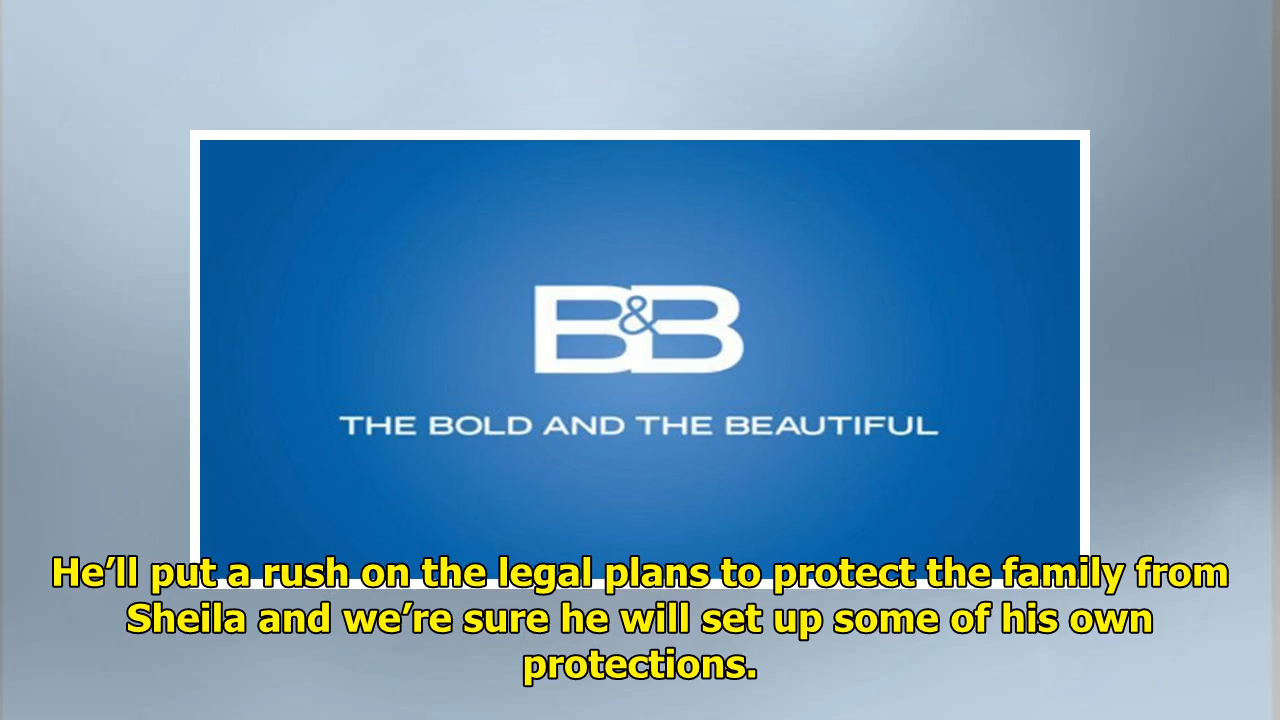 B&B
THE BOLD AND THE BEAUTIFUL
He’ll put a rush on the legal plans to protect the family from
Sheila and we’re sure he will set up some of his own
protections.